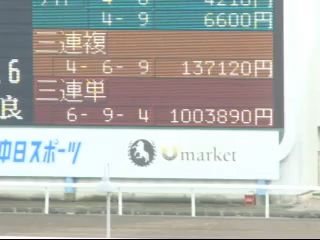 4-9 6600円
三連複
4-6-9 137120円
6
三連単
良 6-9-4 1003890円
中日スポーツ market